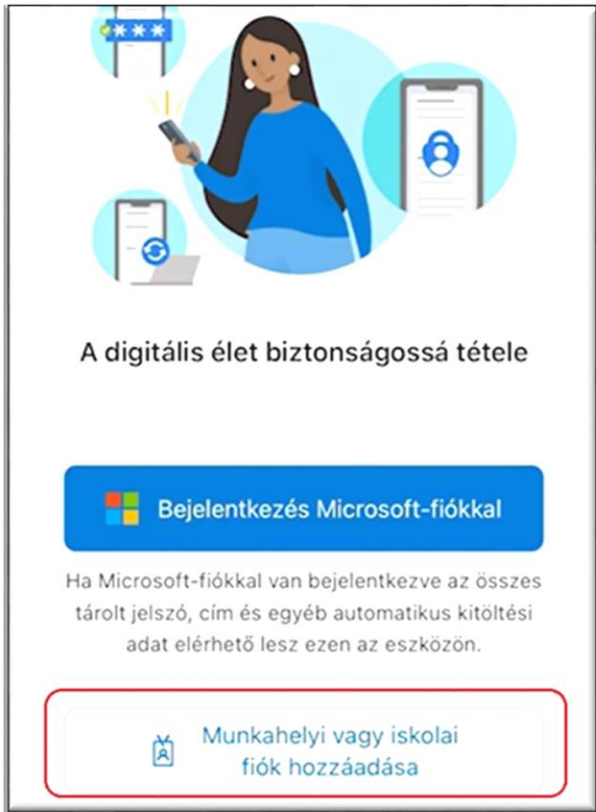 ***
A digitális élet biztonságossá tétele
Bejelentkezés Microsoft-fiókkal
Ha Microsoft-fiókkal van bejelentkezve az összes
tárolt jelszó, cím és egyéb automatikus kitöltési
adat elérhető lesz ezen az eszközön.
Munkahelyi vagy iskolai
fiók hozzáadása